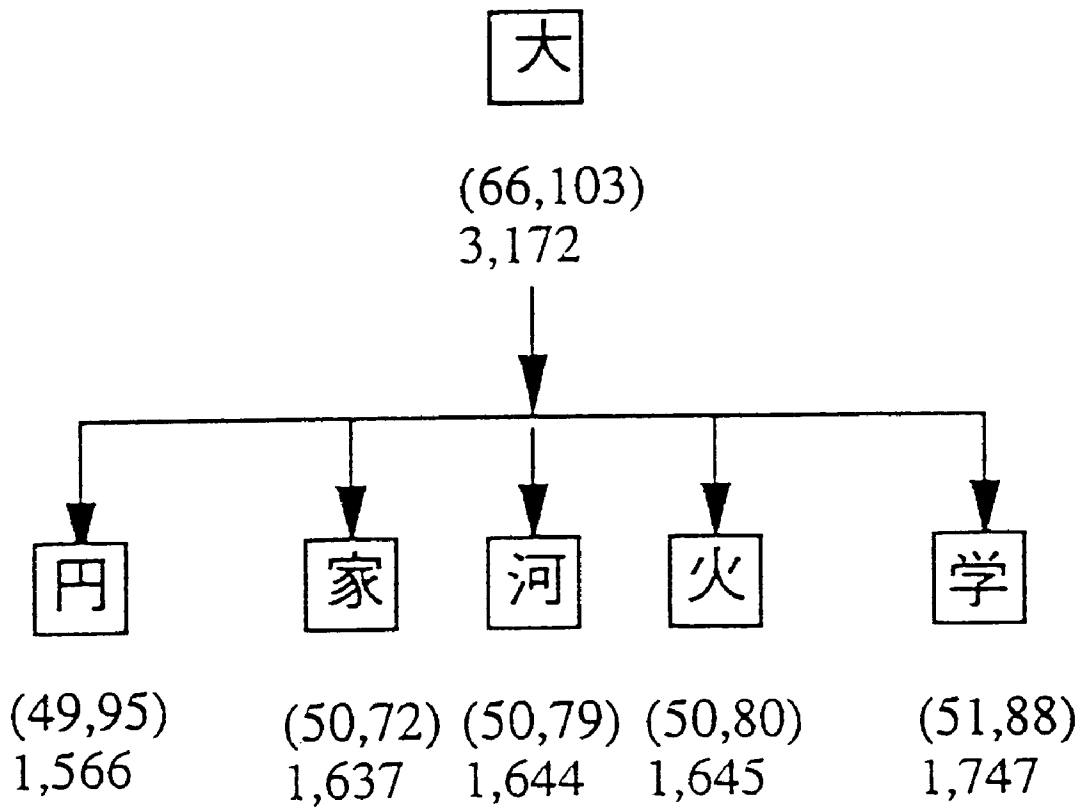 大
(66,103)
3,172
円 家 河 火 学
(49,95) (50,72) (50,79) (50,80) (51,88)
1,566 1,637 1,644 1,645 1,747